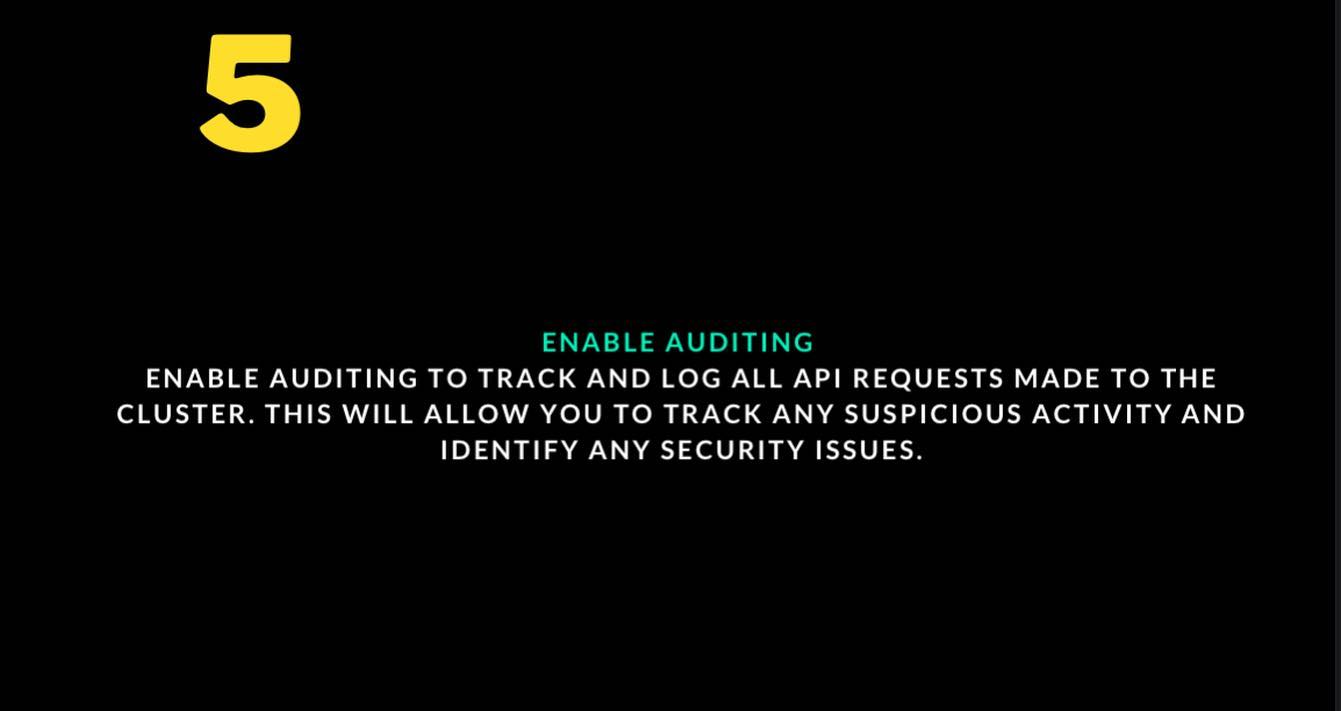 5
ENABLE AUDITING
ENABLE AUDITING TO TRACK AND LOG ALL API REQUESTS MADE TO THE
CLUSTER. THIS WILL ALLOW YOU TO TRACK ANY SUSPICIOUS ACTIVITY AND
IDENTIFY ANY SECURITY ISSUES.